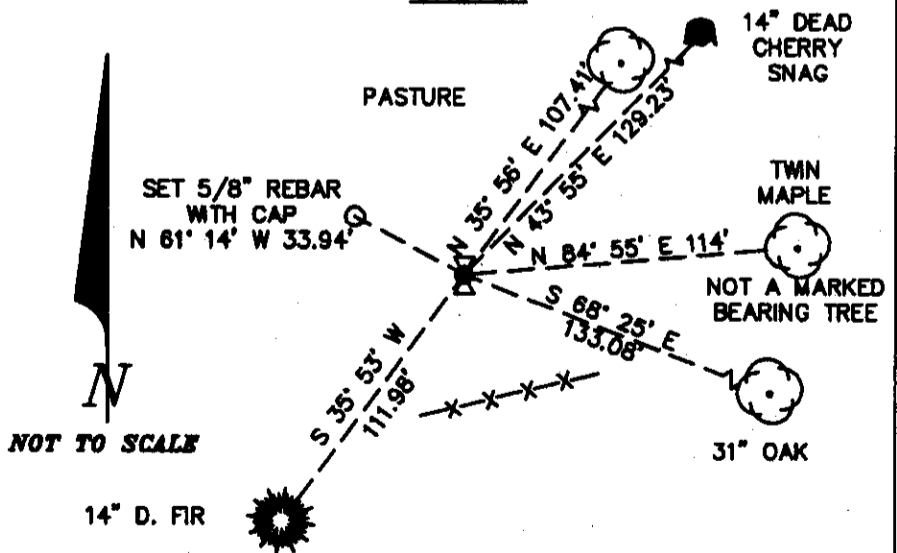 14" DEAD
CHERRY
SNAG
PASTURE
N 35° 56' E 107.41'
N 43° 55' E 129.23'
SET 5/8" REBAR
WITH CAP
N 61° 14' W 33.94'
TWIN
MAPLE
N 84° 55' E 114'
NOT A MARKED
BEARING TREE
S 68° 25' E
133.08'
S 35° 53' W
111.98'
N
NOT TO SCALE
31" OAK
14" D. FIR